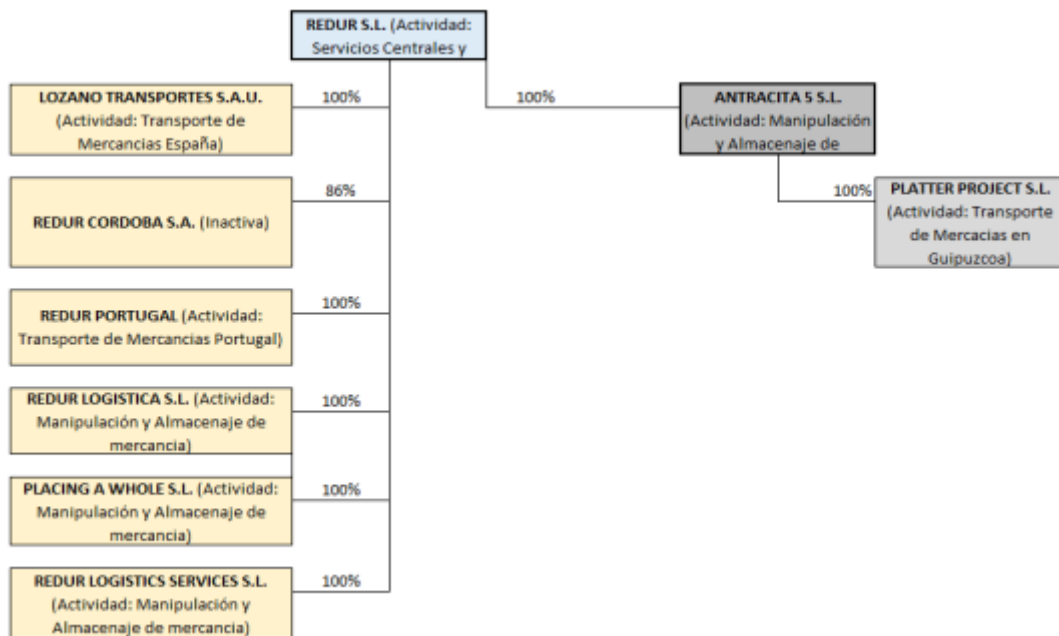 REDUR S.L. (Actividad:
Servicios Centrales y
LOZANO TRANSPORTES S.A.U.
(Actividad: Transporte de
Mercancias España)
100%
100%
ANTRACITA 5 S.L.
(Actividad: Manipulación
y Almacenaje de
REDUR CORDOBA S.A. (Inactiva)
86%
100%
PLATTER PROJECT S.L.
(Actividad: Transporte
de Mercacias en
Guipuzcoa)
REDUR PORTUGAL (Actividad:
Transporte de Mercancias Portugal)
100%
REDUR LOGISTICA S.L. (Actividad:
Manipulación y Almacenaje de
mercancia)
100%
PLACING A WHOLE S.L. (Actividad:
Manipulación y Almacenaje de
mercancia)
100%
REDUR LOGISTICS SERVICES S.L.
(Actividad: Manipulación y
Almacenaje de mercancia)
100%